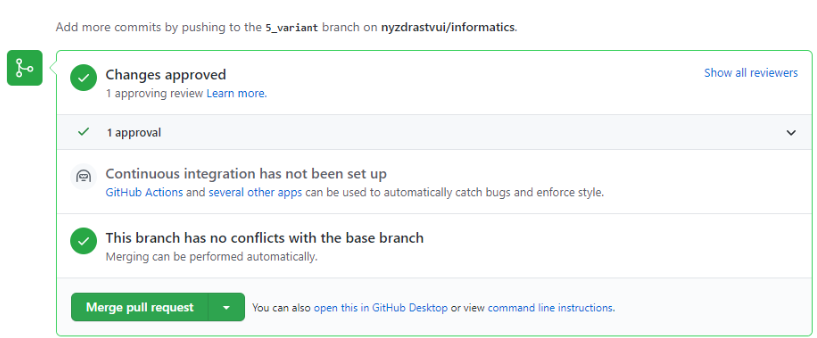 Add more commits by pushing to the 5_variant branch on nyzdrastvui/informatics.
Changes approved
Show all reviewers
1 approving review Learn more.
1 approval
Continuous integration has not been set up
GitHub Actions and several other apps can be used to automatically catch bugs and enforce style.
This branch has no conflicts with the base branch
Merging can be performed automatically.
Merge pull request
You can also open this in GitHub Desktop or view command line instructions.